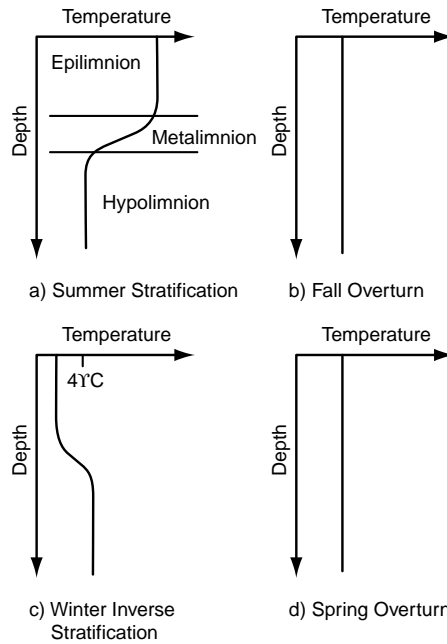 Temperature
Temperature
Epilimnion
Depth
Metalimnion
Hypolimnion
Depth
a) Summer Stratification
b) Fall Overturn
Temperature
Temperature
4ϒC
Depth
Depth
c) Winter Inverse
Stratification
d) Spring Overturn